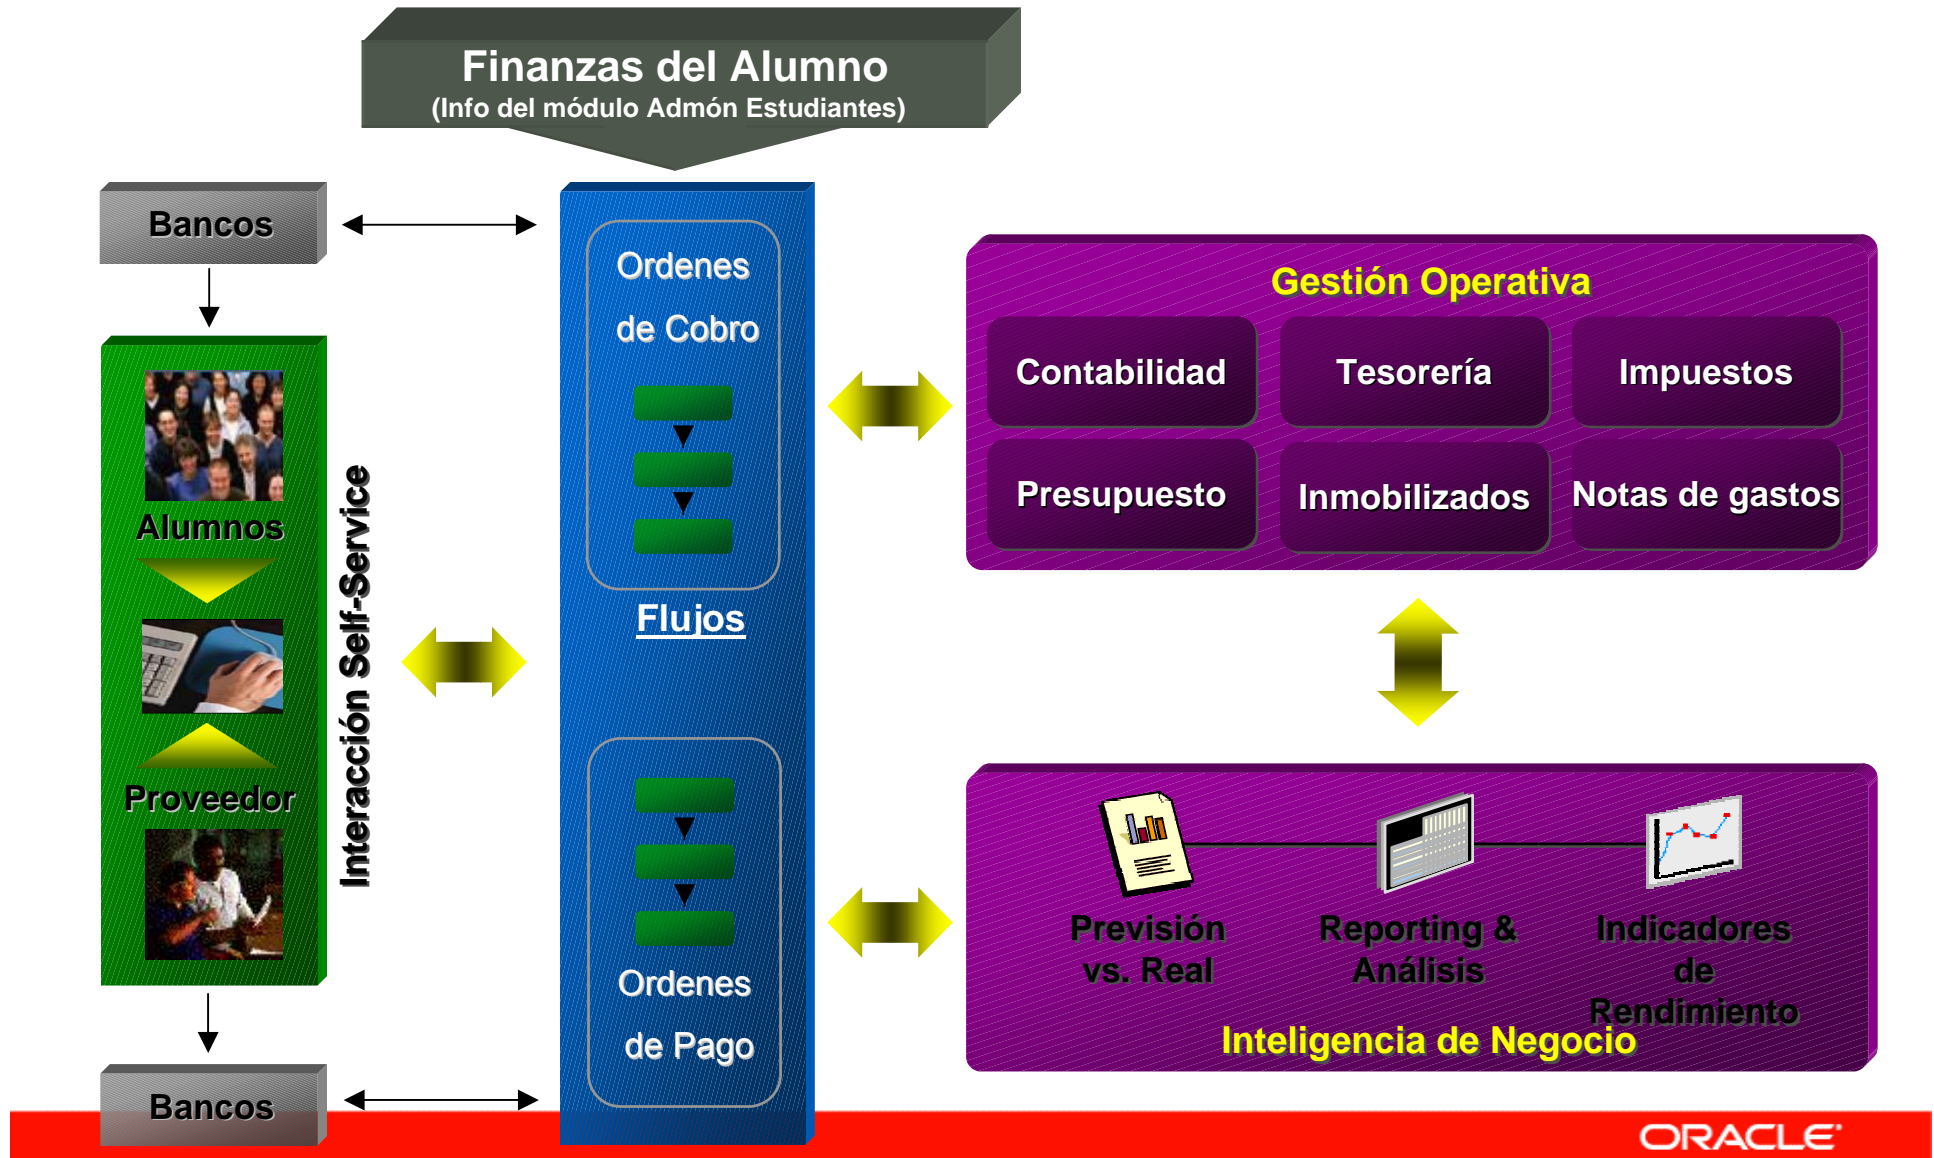 Finanzas del Alumno
(Info del módulo Admón Estudiantes)
Bancos
Alumnos
Proveedor
Interacción Self-Service
Bancos
Ordenes
de Cobro
Flujos
Ordenes
de Pago
Gestión Operativa
Contabilidad
Tesorería
Impuestos
Presupuesto
Inmobilizados
Notas de gastos
Previsión
vs. Real
Reporting &
Análisis
Indicadores
de
Rendimiento
Inteligencia de Negocio
ORACLE